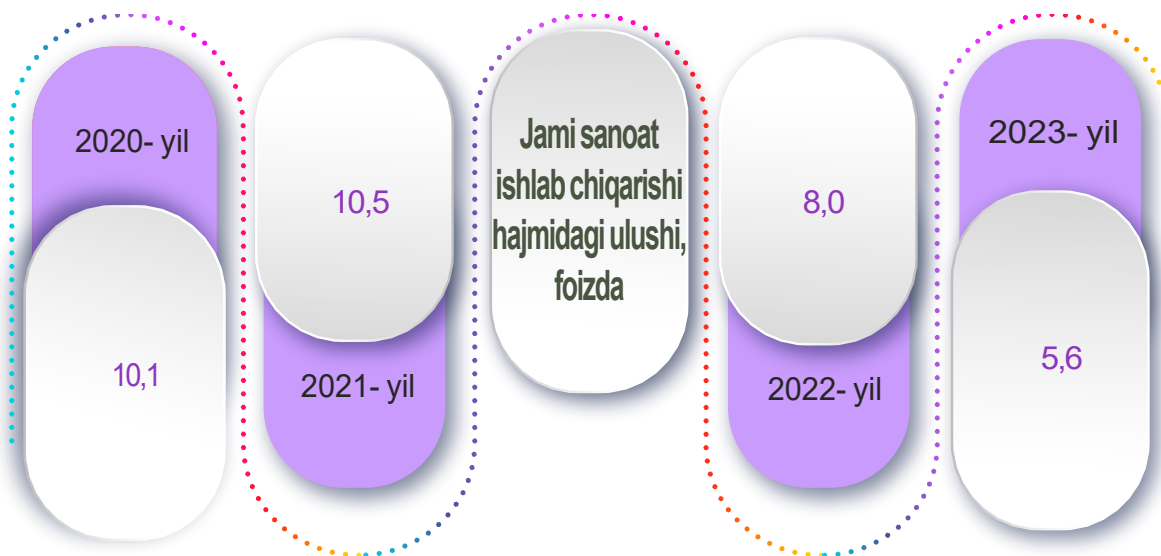 2020- yil
10,1
10,5
2021- yil
Jami sanoat
ishlab chiqarishi
hajmidagi ulushi,
foizda
8,0
2022- yil
2023- yil
5,6